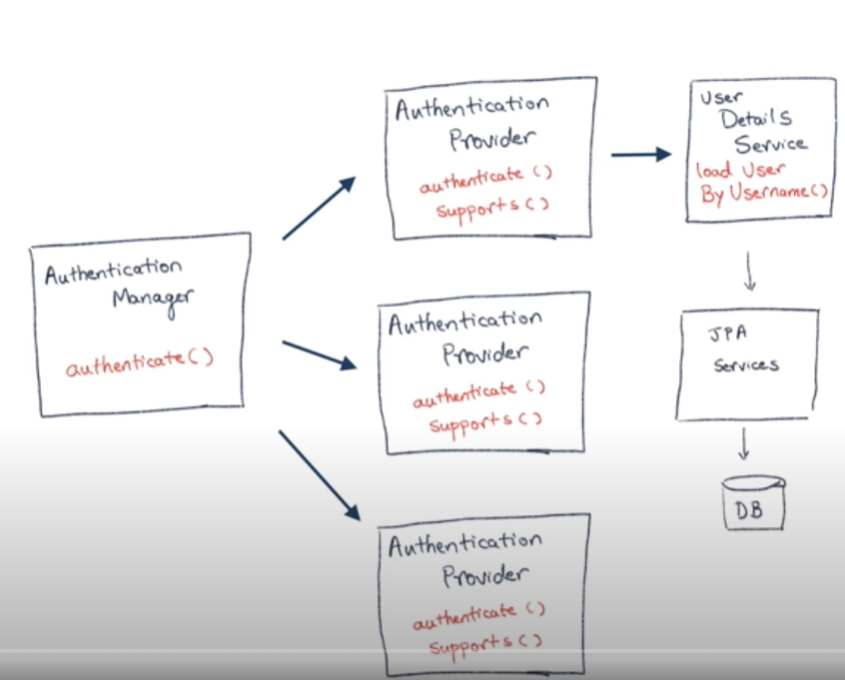 Authentication
Manager
authenticate()
Authentication
Provider
authenticate ()
supports ()
Authentication
Provider
authenticate ()
supports ()
Authentication
Provider
authenticate ()
supports ()
User
Details
Service
load User
By Username()
JPA
Services
DB